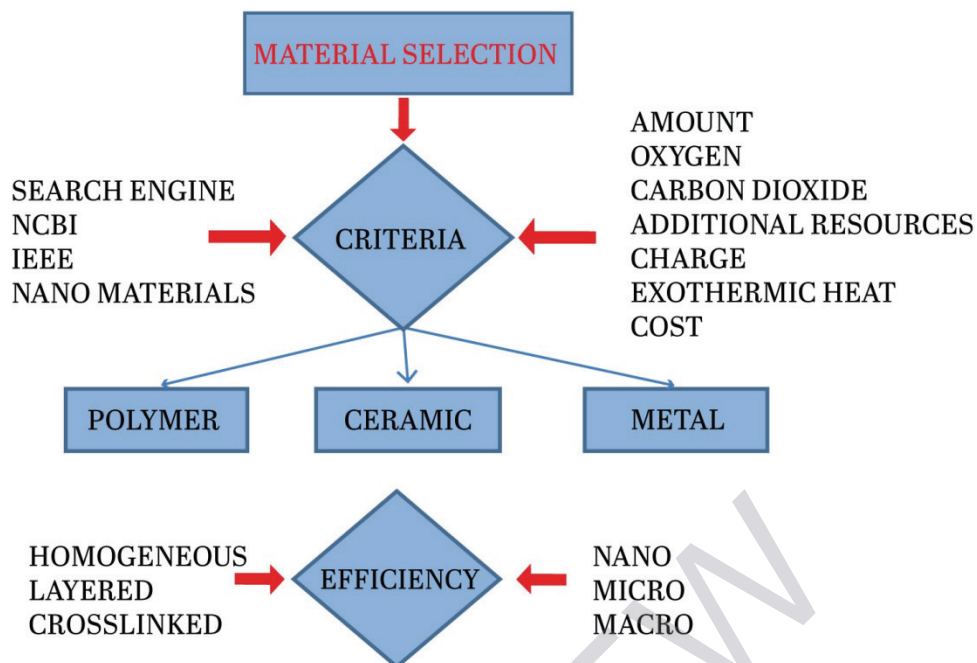 MATERIAL SELECTION
SEARCH ENGINE
NCBI
IEEE
NANO MATERIALS
CRITERIA
AMOUNT
OXYGEN
CARBON DIOXIDE
ADDITIONAL RESOURCES
CHARGE
EXOTHERMIC HEAT
COST
POLYMER
CERAMIC
METAL
HOMOGENEOUS
LAYERED
CROSSLINKED
EFFICIENCY
NANO
MICRO
MACRO